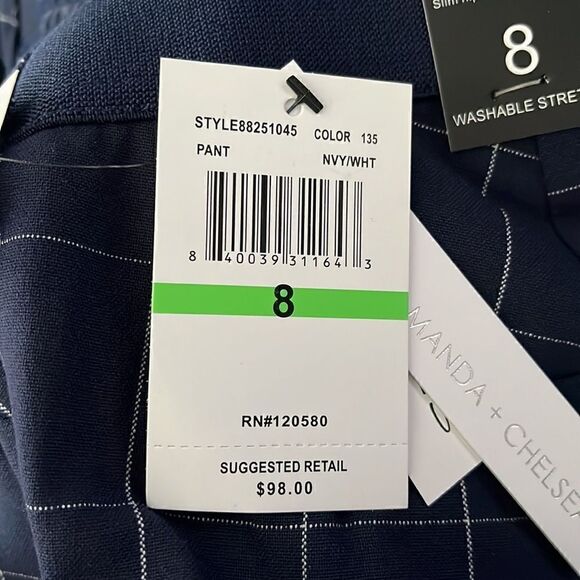 8
WASHABLE
STYLE88251045 COLOR 135
PANT NVY/WHT
8 40039 31164 3
8
RN#120580
SUGGESTED RETAIL
$98.00
MANDA + CHELSEA